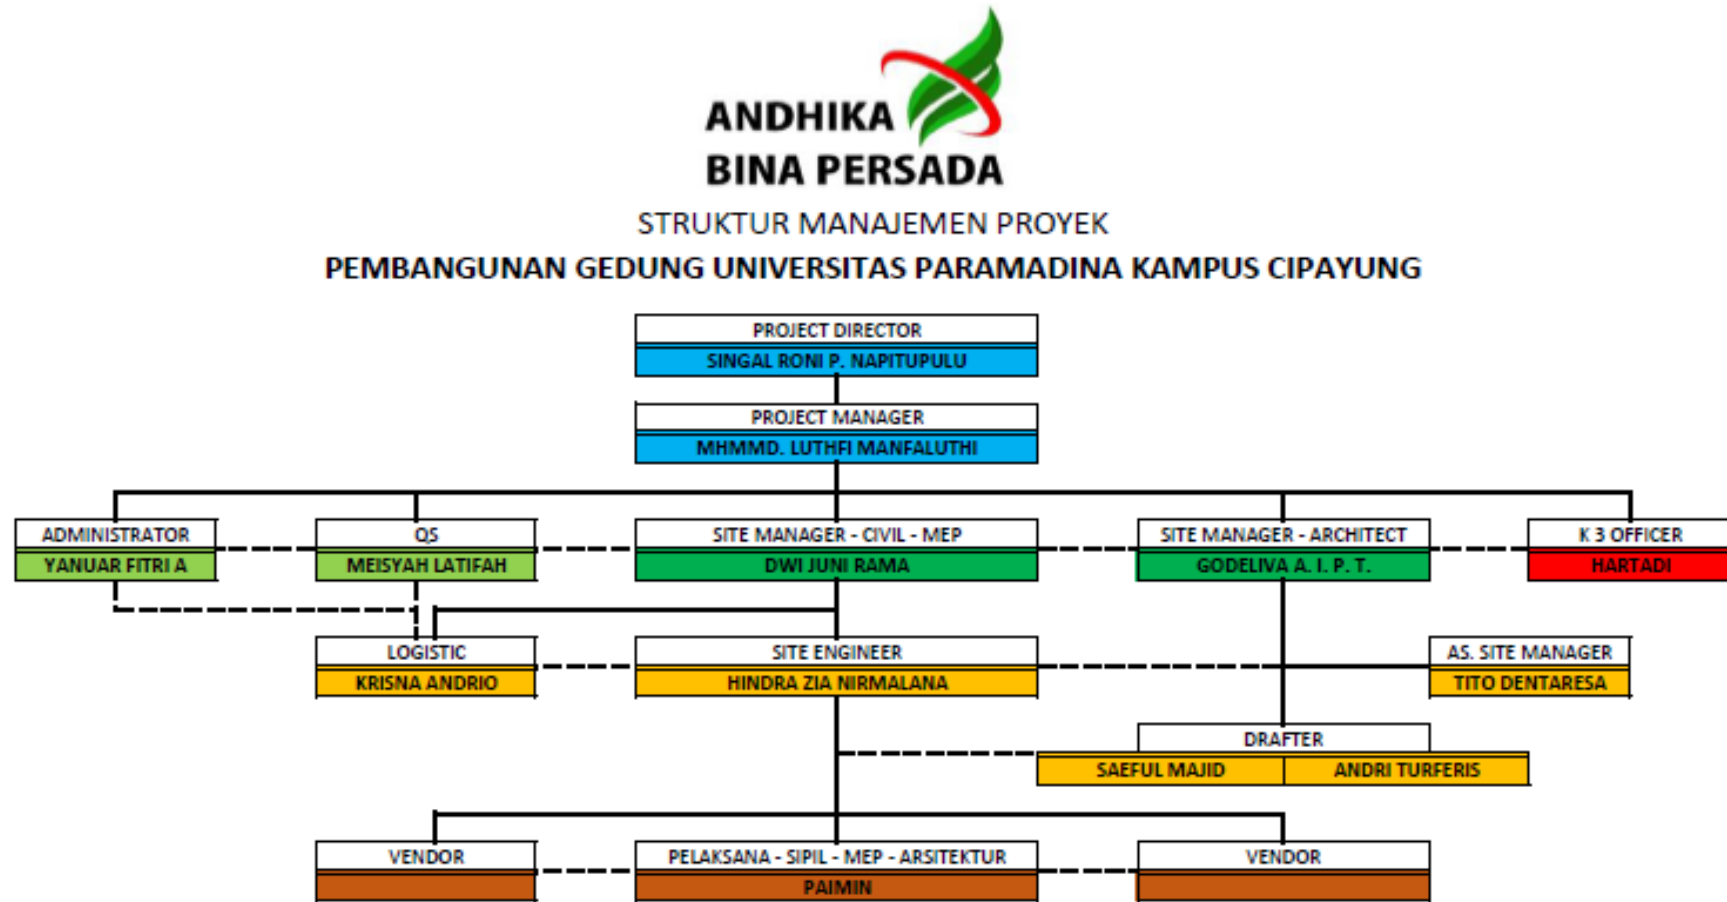 ANDHIKA
BINA PERSADA
STRUKTUR MANAJEMEN PROYEK
PEMBANGUNAN GEDUNG UNIVERSITAS PARAMADINA KAMPUS CIPAYUNG
PROJECT DIRECTOR
SINGAL RONI P. NAPITUPULU
PROJECT MANAGER
MHMMD. LUTHFI MANFALUTHI
ADMINISTRATOR
YANUAR FITRI A
QS
MEISYAH LATIFAH
SITE MANAGER - CIVIL - MEP
DWI JUNI RAMA
SITE MANAGER - ARCHITECT
GODELIVA A. I. P. T.
K 3 OFFICER
HARTADI
LOGISTIC
KRISNA ANDRIO
SITE ENGINEER
HINDRA ZIA NIRMALANA
AS. SITE MANAGER
TITO DENTARESA
DRAFTER
SAEFUL MAJID
ANDRI TURFERIS
VENDOR
PELAKSANA - SIPIL - MEP - ARSITEKTUR
PAIMIN
VENDOR